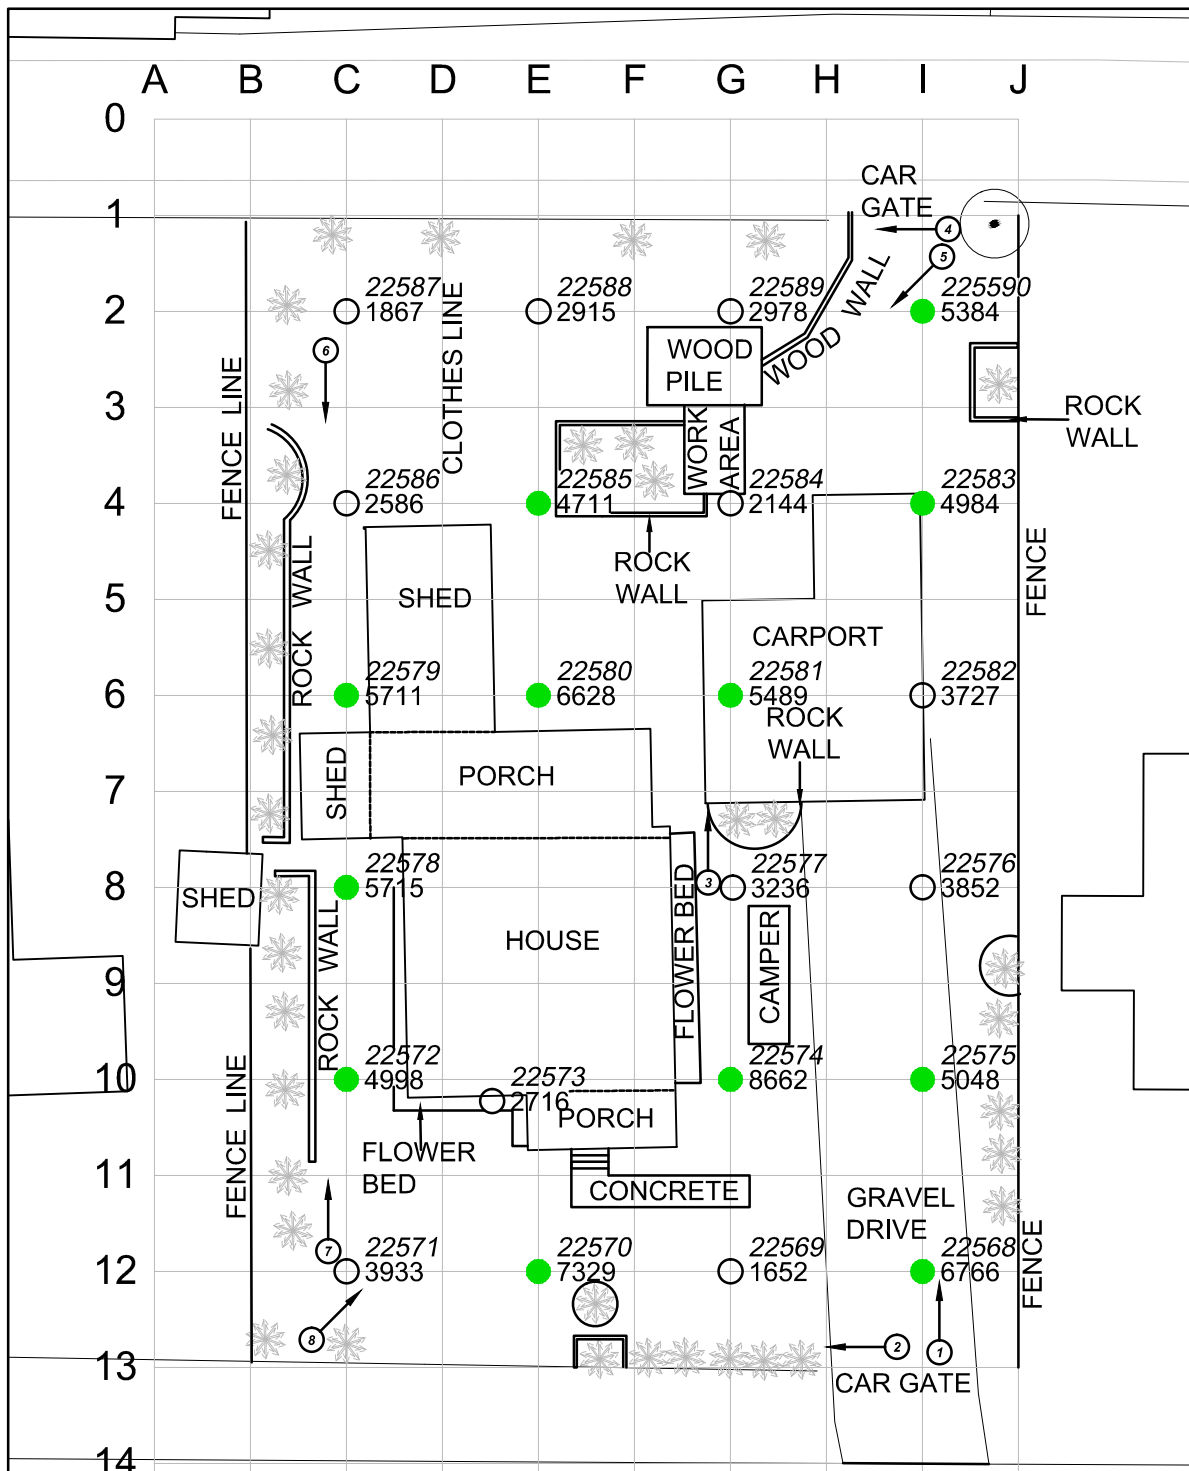 A B C D E F G H I J
0
1
2
3
4
5
6
7
8
9
10
11
12
13
14
CAR
GATE
4
5
WOOD WALL
22587
1867
22588
2915
22589
2978
225590
5384
CLOTHES LINE
6
WOOD
PILE
FENCE LINE
ROCK
WALL
WORK
AREA
22586
2586
22585
4711
22584
2144
22583
4984
ROCK WALL
ROCK
WALL
SHED
FENCE
CARPORT
22579
5711
22580
6628
22581
5489
22582
3727
ROCK
WALL
SHED
PORCH
22578
5715
3
22577
3236
22576
3852
SHED
HOUSE
FLOWER BED
CAMPER
ROCK WALL
22572
4998
22573
2716
22574
8662
22575
5048
PORCH
FENCE LINE
FLOWER
BED
CONCRETE
GRAVEL
DRIVE
7
22571
3933
22570
7329
22569
1652
22568
6766
FENCE
8
2
1
CAR GATE